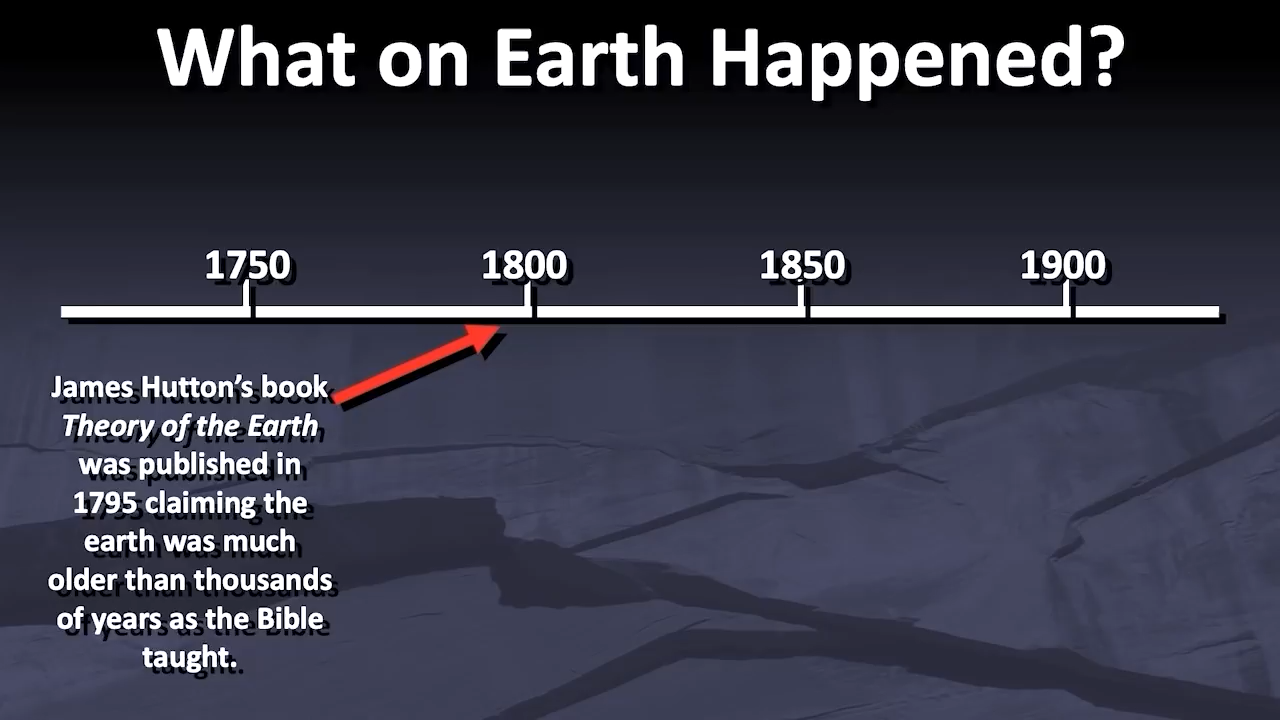 What on Earth Happened?
1750 1800 1850 1900
James Hutton’s book
Theory of the Earth
was published in
1795 claiming the
earth was much
older than thousands
of years as the Bible
taught.